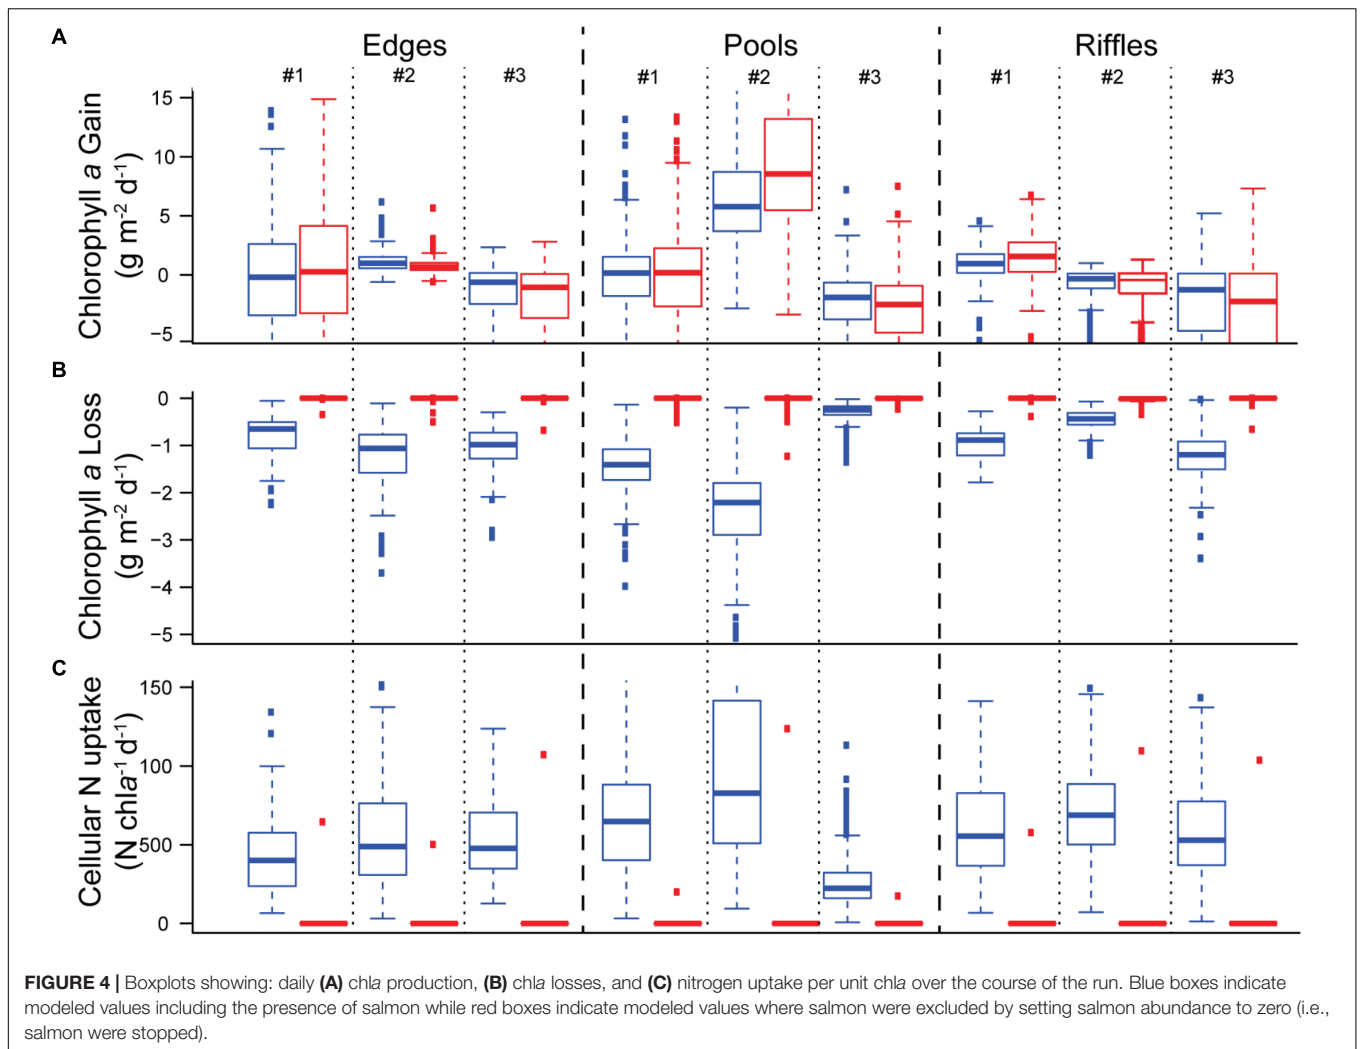 A
Edges
Pools
Riffles
#1
#2
#3
#1
#2
#3
#1
#2
#3
Chlorophyll a Gain
(g m-2 d-1)
15
10
5
0
−5
B
Chlorophyll a Loss
(g m-2 d-1)
0
−1
−2
−3
−4
−5
C
Cellular N uptake
(N chla-1 d-1)
150
100
500
0
FIGURE 4 | Boxplots showing: daily (A) chla production, (B) chla losses, and (C) nitrogen uptake per unit chla over the course of the run. Blue boxes indicate
modeled values including the presence of salmon while red boxes indicate modeled values where salmon were excluded by setting salmon abundance to zero (i.e.,
salmon were stopped).